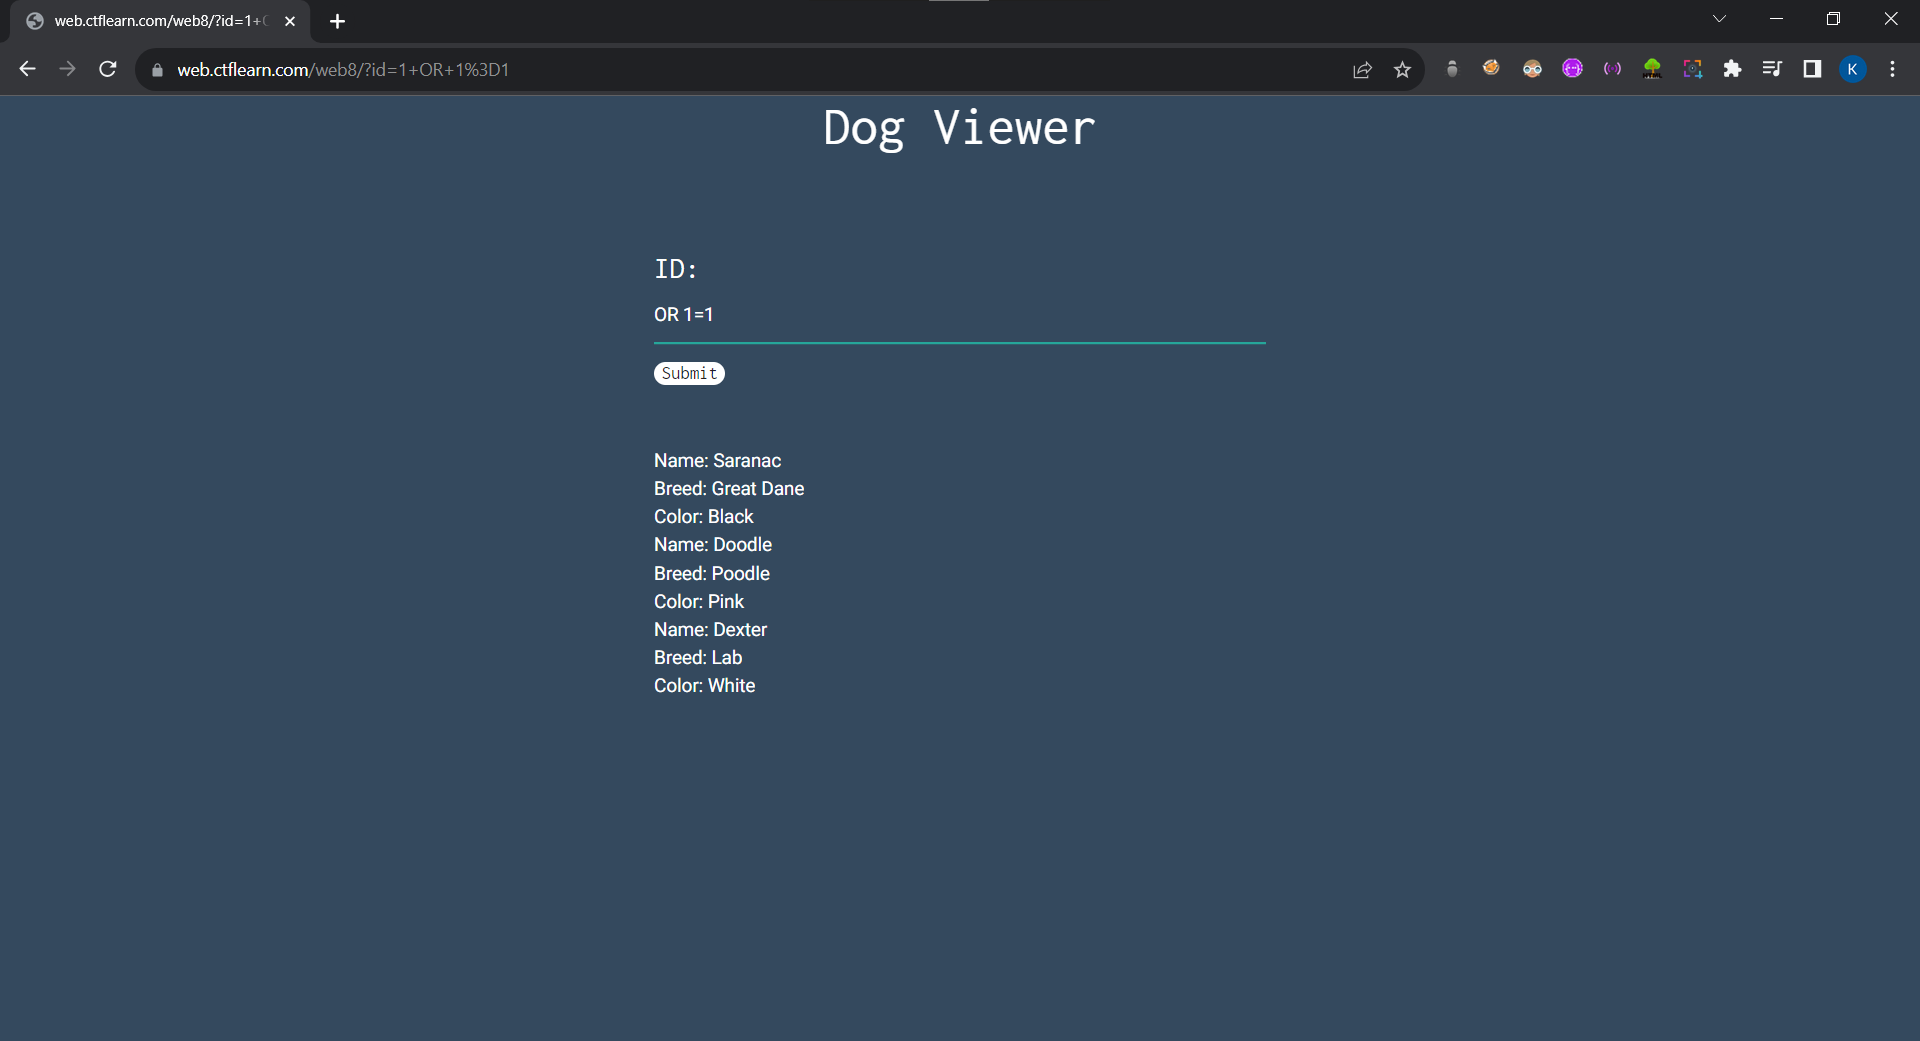 web.ctflearn.com/web8/?id=1+
web.ctflearn.com/web8/?id=1+OR+1%3D1
K
Dog Viewer
ID:
OR 1=1
Submit
Name: Saranac
Breed: Great Dane
Color: Black
Name: Doodle
Breed: Poodle
Color: Pink
Name: Dexter
Breed: Lab
Color: White